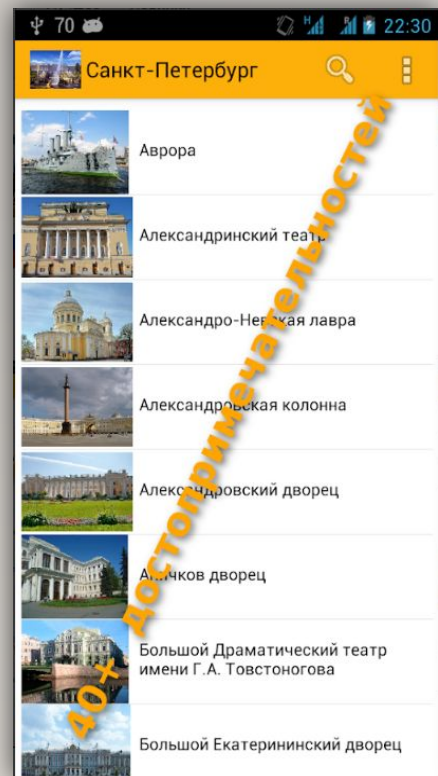 70
H
R
22:30
Санкт-Петербург
Аврора
Александринский театр
Александро-Невская лавра
Александровская колонна
Александровский дворец
Аничков дворец
Большой Драматический театр
имени Г.А. Товстоногова
Большой Екатерининский дворец
40+ достопримечательностей